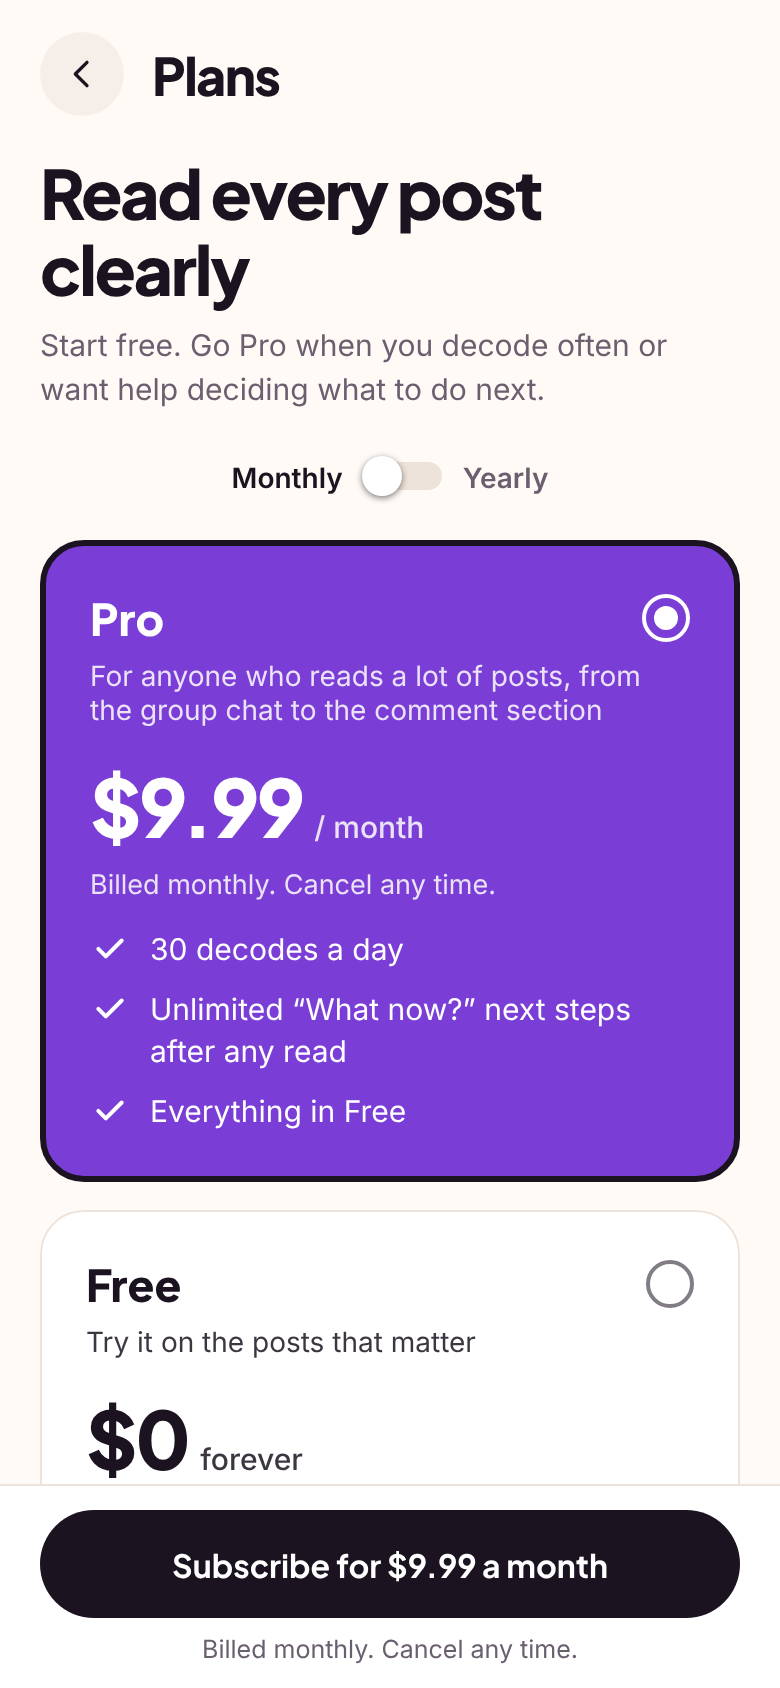 Plans
Read every post
clearly
Start free. Go Pro when you decode often or
want help deciding what to do next.
Monthly Yearly
Pro
For anyone who reads a lot of posts, from
the group chat to the comment section
$9.99 / month
Billed monthly. Cancel any time.
30 decodes a day
Unlimited “What now?” next steps
after any read
Everything in Free
Free
Try it on the posts that matter
$0 forever
Subscribe for $9.99 a month
Billed monthly. Cancel any time.